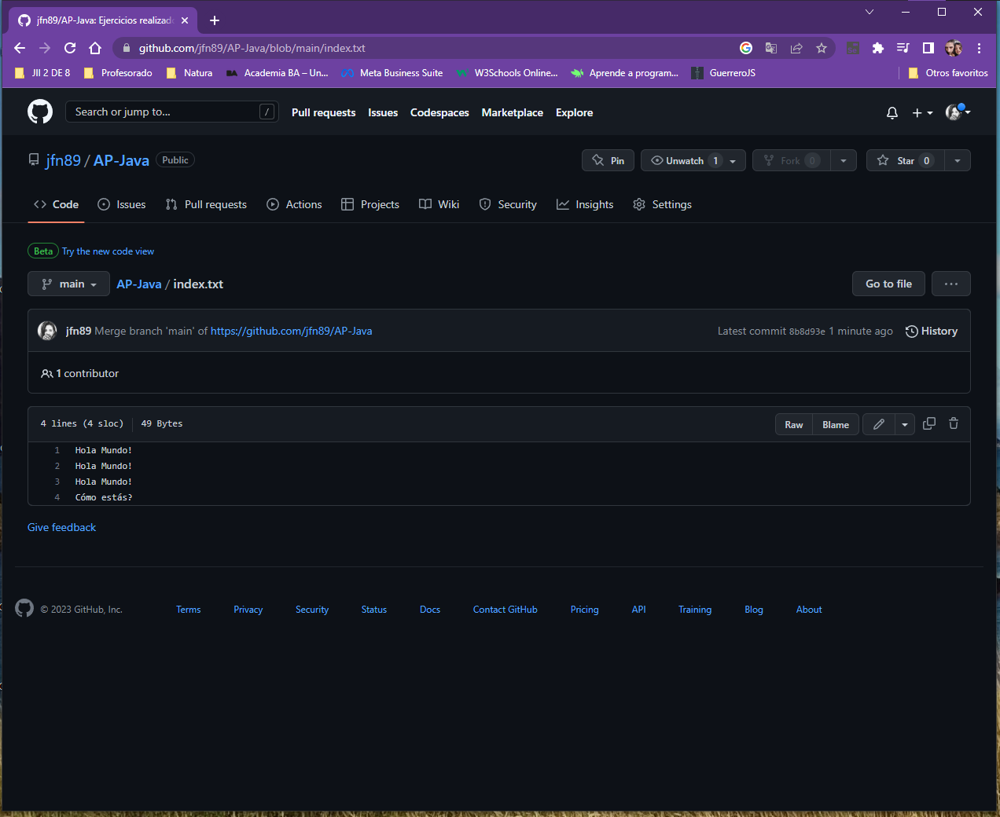 jfn89/AP-Java: Ejercicios realizado
github.com/jfn89/AP-Java/blob/main/index.txt
JII 2 DE 8
Profesorado
Natura
BA
Academia BA – Un...
Meta Business Suite
W3Schools Online...
Aprende a program...
GuerreroJS
Otros favoritos
Search or jump to...
/
Pull requests
Issues
Codespaces
Marketplace
Explore
jfn89 / AP-Java
Public
Pin
Unwatch 1
Fork 0
Star 0
Code
Issues
Pull requests
Actions
Projects
Wiki
Security
Insights
Settings
Beta Try the new code view
main
AP-Java / index.txt
Go to file
jfn89 Merge branch 'main' of https://github.com/jfn89/AP-Java
Latest commit 8b8d93e 1 minute ago
History
1 contributor
4 lines (4 sloc)
49 Bytes
Raw
Blame
1 Hola Mundo!
2 Hola Mundo!
3 Hola Mundo!
4 Cómo estás?
Give feedback
© 2023 GitHub, Inc.
Terms
Privacy
Security
Status
Docs
Contact GitHub
Pricing
API
Training
Blog
About